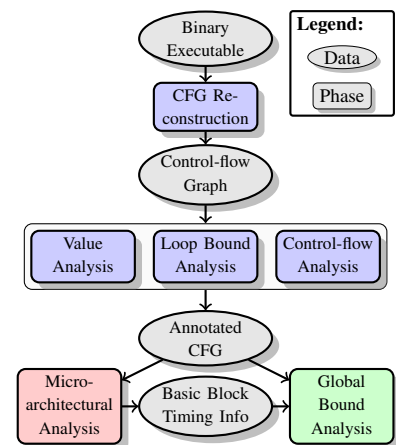 Binary
Executable
Legend:
Data
Phase
CFG Re-
construction
Control-flow
Graph
Value
Analysis
Loop Bound
Analysis
Control-flow
Analysis
Annotated
CFG
Micro-
architectural
Analysis
Basic Block
Timing Info
Global
Bound
Analysis